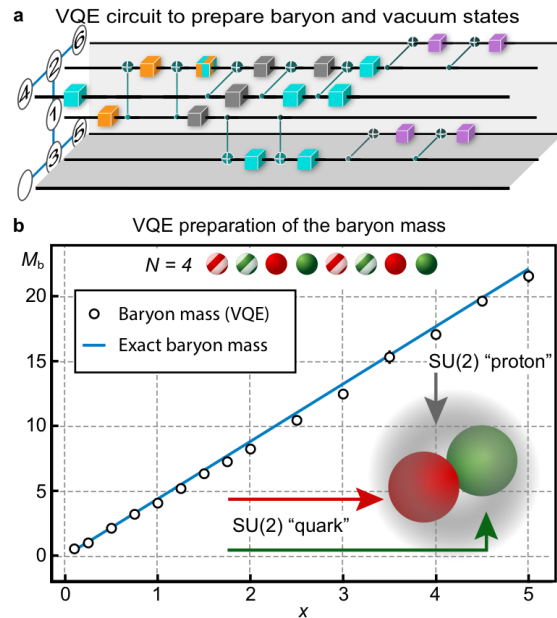 a VQE circuit to prepare baryon and vacuum states
6
2
4
1
5
3
b VQE preparation of the baryon mass
M_b
N = 4
20
Baryon mass (VQE)
Exact baryon mass
SU(2) “proton”
15
10
5
SU(2) “quark”
0
0 1 2 3 4 5
x